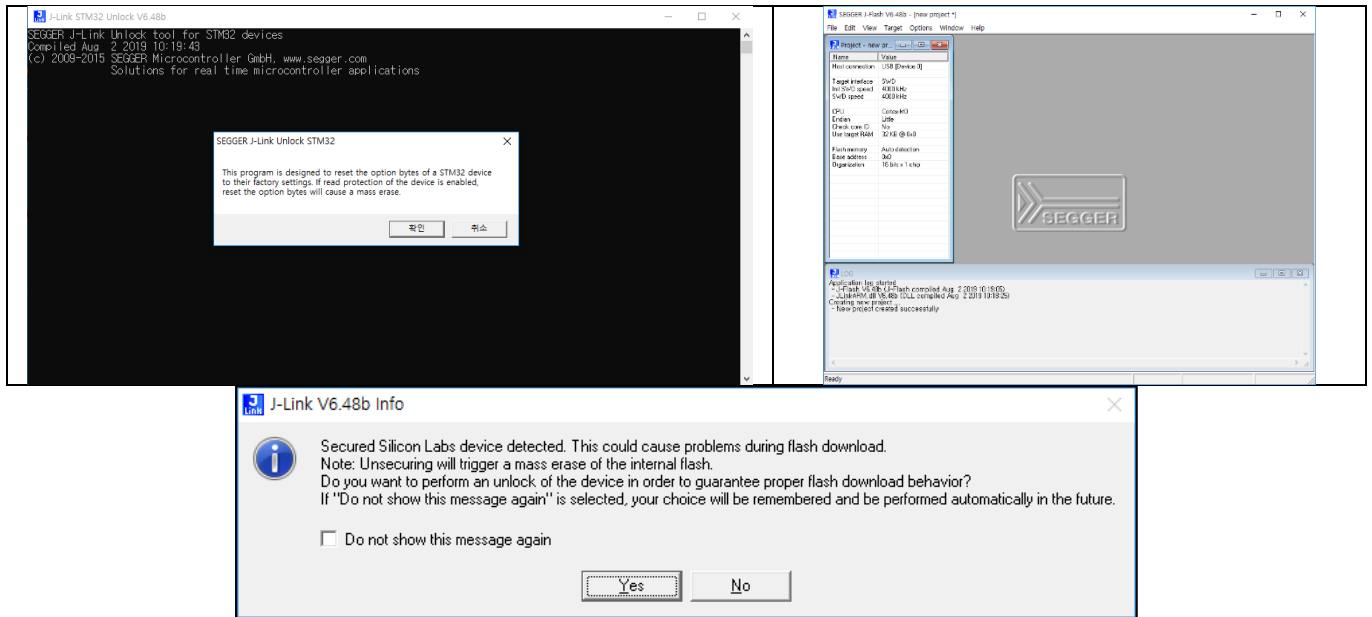 J-Link STM32 Unlock V6.48b
SEGGER J-Link Unlock tool for STM32 devices
Compiled Aug  2 2019 10:19:43
(c) 2009-2015 SEGGER Microcontroller GmbH, www.segger.com
Solutions for real time microcontroller applications
SEGGER J-Link Unlock STM32
This program is designed to reset the option bytes of a STM32 device
to their factory settings. If read protection of the device is enabled,
reset the option bytes will cause a mass erase.
확인 취소
SEGGER J-Flash V6.48b - [new project *]
File Edit View Target Options Window Help
Project - new pr...
Name Value
Host connection USB [Device 0]
Target interface SWD
Init SWD speed 4000 kHz
SWD speed 4000 kHz
CPU Cortex-M0
Endian Little
Check core ID No
Use target RAM 32 KB @ 0x0
Flash memory Auto detection
Base address 0x0
Organization 16 bits x 1 chip
SEGGER
LOG
Application log started
- J-Flash V6.48b (J-Flash compiled Aug  2 2019 10:19:05)
- JLinkARM.dll V6.48b (DLL compiled Aug  2 2019 10:18:25)
Creating new project ...
- New project created successfully
Ready
J-Link V6.48b Info
Secured Silicon Labs device detected. This could cause problems during flash download.
Note: Unsecuring will trigger a mass erase of the internal flash.
Do you want to perform an unlock of the device in order to guarantee proper flash download behavior?
If "Do not show this message again" is selected, your choice will be remembered and be performed automatically in the future.
Do not show this message again
Yes No